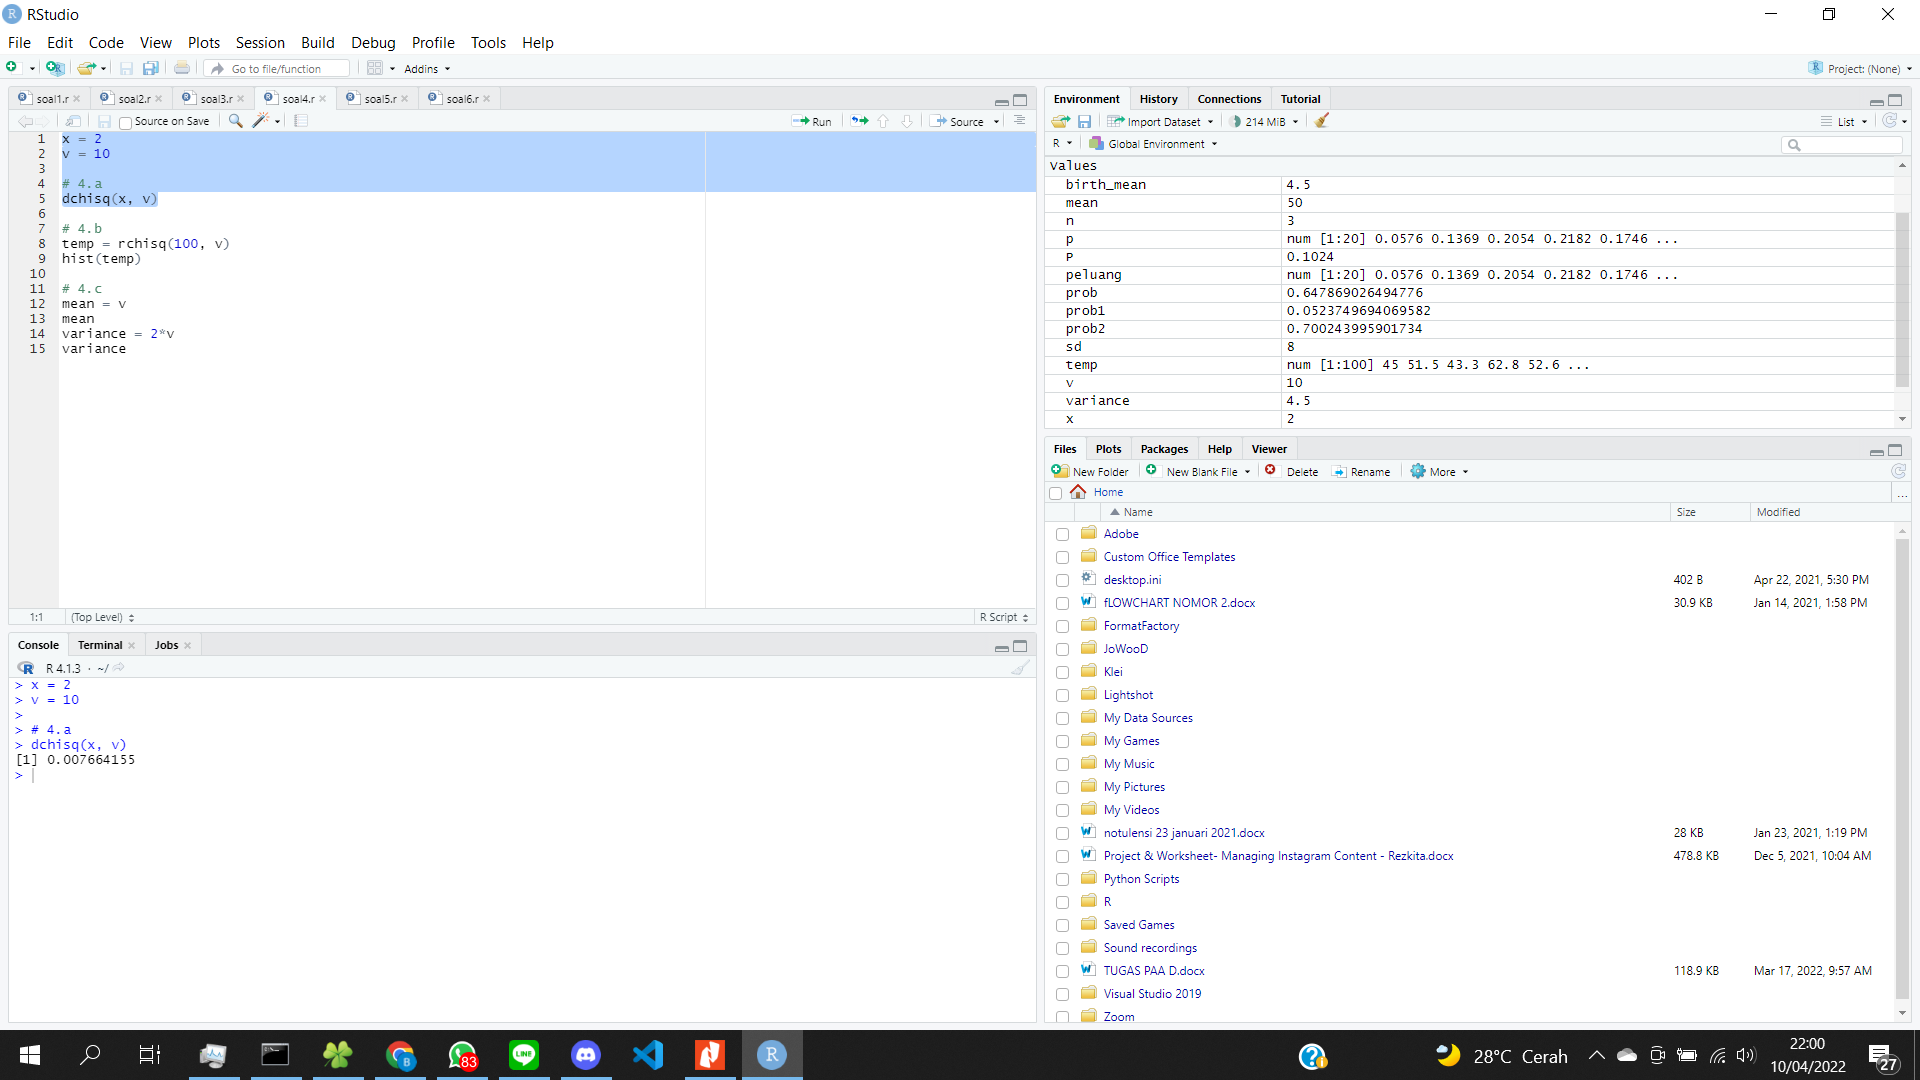 RStudio
File Edit Code View Plots Session Build Debug Profile Tools Help
Go to file/function Addins Project: (None)
soal1.r soal2.r soal3.r soal4.r soal5.r soal6.r
Source on Save Run Source
1 x = 2
2 v = 10
3
4 # 4.a
5 dchisq(x, v)
6
7 # 4.b
8 temp = rchisq(100, v)
9 hist(temp)
10
11 # 4.c
12 mean = v
13 mean
14 variance = 2*v
15 variance
1:1 (Top Level) R Script
Console Terminal Jobs
R 4.1.3 · ~/
> x = 2
> v = 10
>
> # 4.a
> dchisq(x, v)
[1] 0.007664155
>
Environment History Connections Tutorial
Import Dataset 214 MiB List
R Global Environment
Values
birth_mean 4.5
mean 50
n 3
p num [1:20] 0.0576 0.1369 0.2054 0.2182 0.1746 ...
P 0.1024
peluang num [1:20] 0.0576 0.1369 0.2054 0.2182 0.1746 ...
prob 0.647869026494776
prob1 0.0523749694069582
prob2 0.700243995901734
sd 8
temp num [1:100] 45 51.5 43.3 62.8 52.6 ...
v 10
variance 4.5
x 2
Files Plots Packages Help Viewer
New Folder New Blank File Delete Rename More
Home ...
Name Size Modified
Adobe
Custom Office Templates
desktop.ini 402 B Apr 22, 2021, 5:30 PM
fLOWCHART NOMOR 2.docx 30.9 KB Jan 14, 2021, 1:58 PM
FormatFactory
JoWooD
Klei
Lightshot
My Data Sources
My Games
My Music
My Pictures
My Videos
notulensi 23 januari 2021.docx 28 KB Jan 23, 2021, 1:19 PM
Project & Worksheet- Managing Instagram Content - Rezkita.docx 478.8 KB Dec 5, 2021, 10:04 AM
Python Scripts
R
Saved Games
Sound recordings
TUGAS PAA D.docx 118.9 KB Mar 17, 2022, 9:57 AM
Visual Studio 2019
Zoom
B 83 LINE R 28°C Cerah 22:00
10/04/2022 27